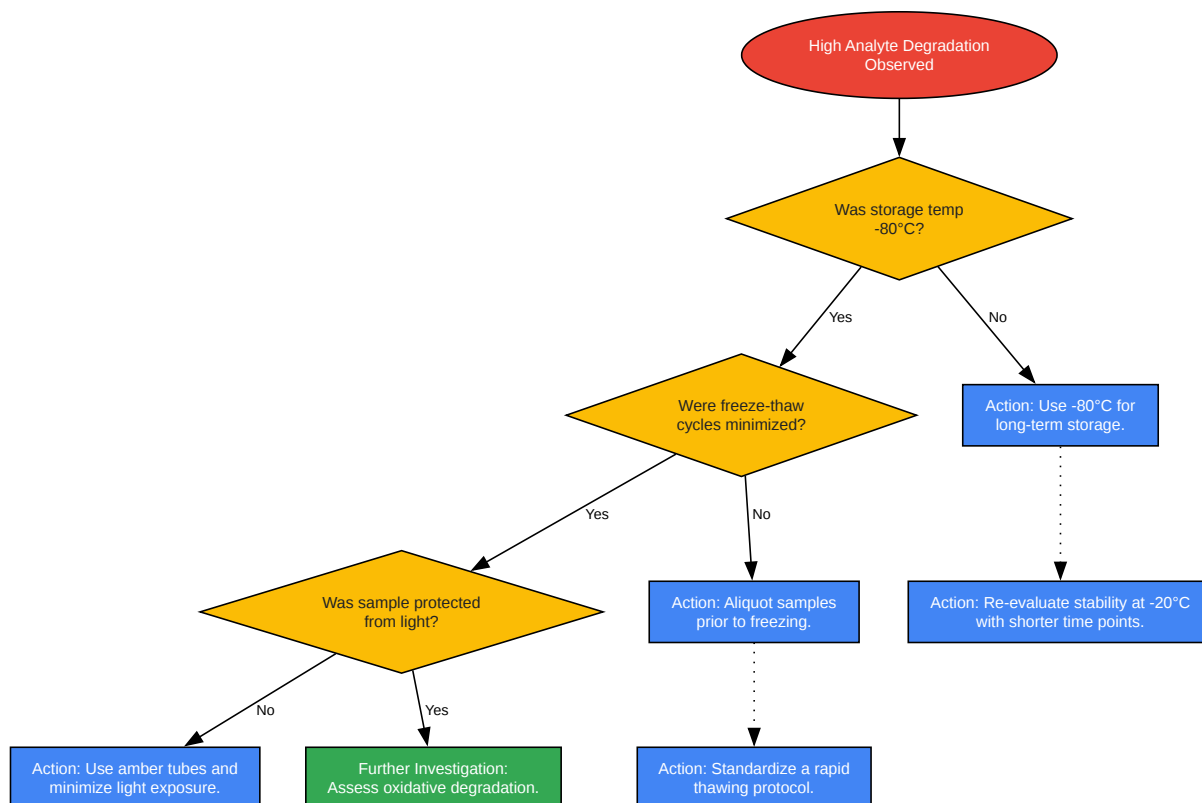 High Analyte Degradation
Observed
Was storage temp
-80°C?
Yes
No
Were freeze-thaw
cycles minimized?
Action: Use -80°C for
long-term storage.
Yes
No
Was sample protected
from light?
Action: Aliquot samples
prior to freezing.
Action: Re-evaluate stability at -20°C
with shorter time points.
No
Yes
Action: Use amber tubes and
minimize light exposure.
Further Investigation:
Assess oxidative degradation.
Action: Standardize a rapid
thawing protocol.